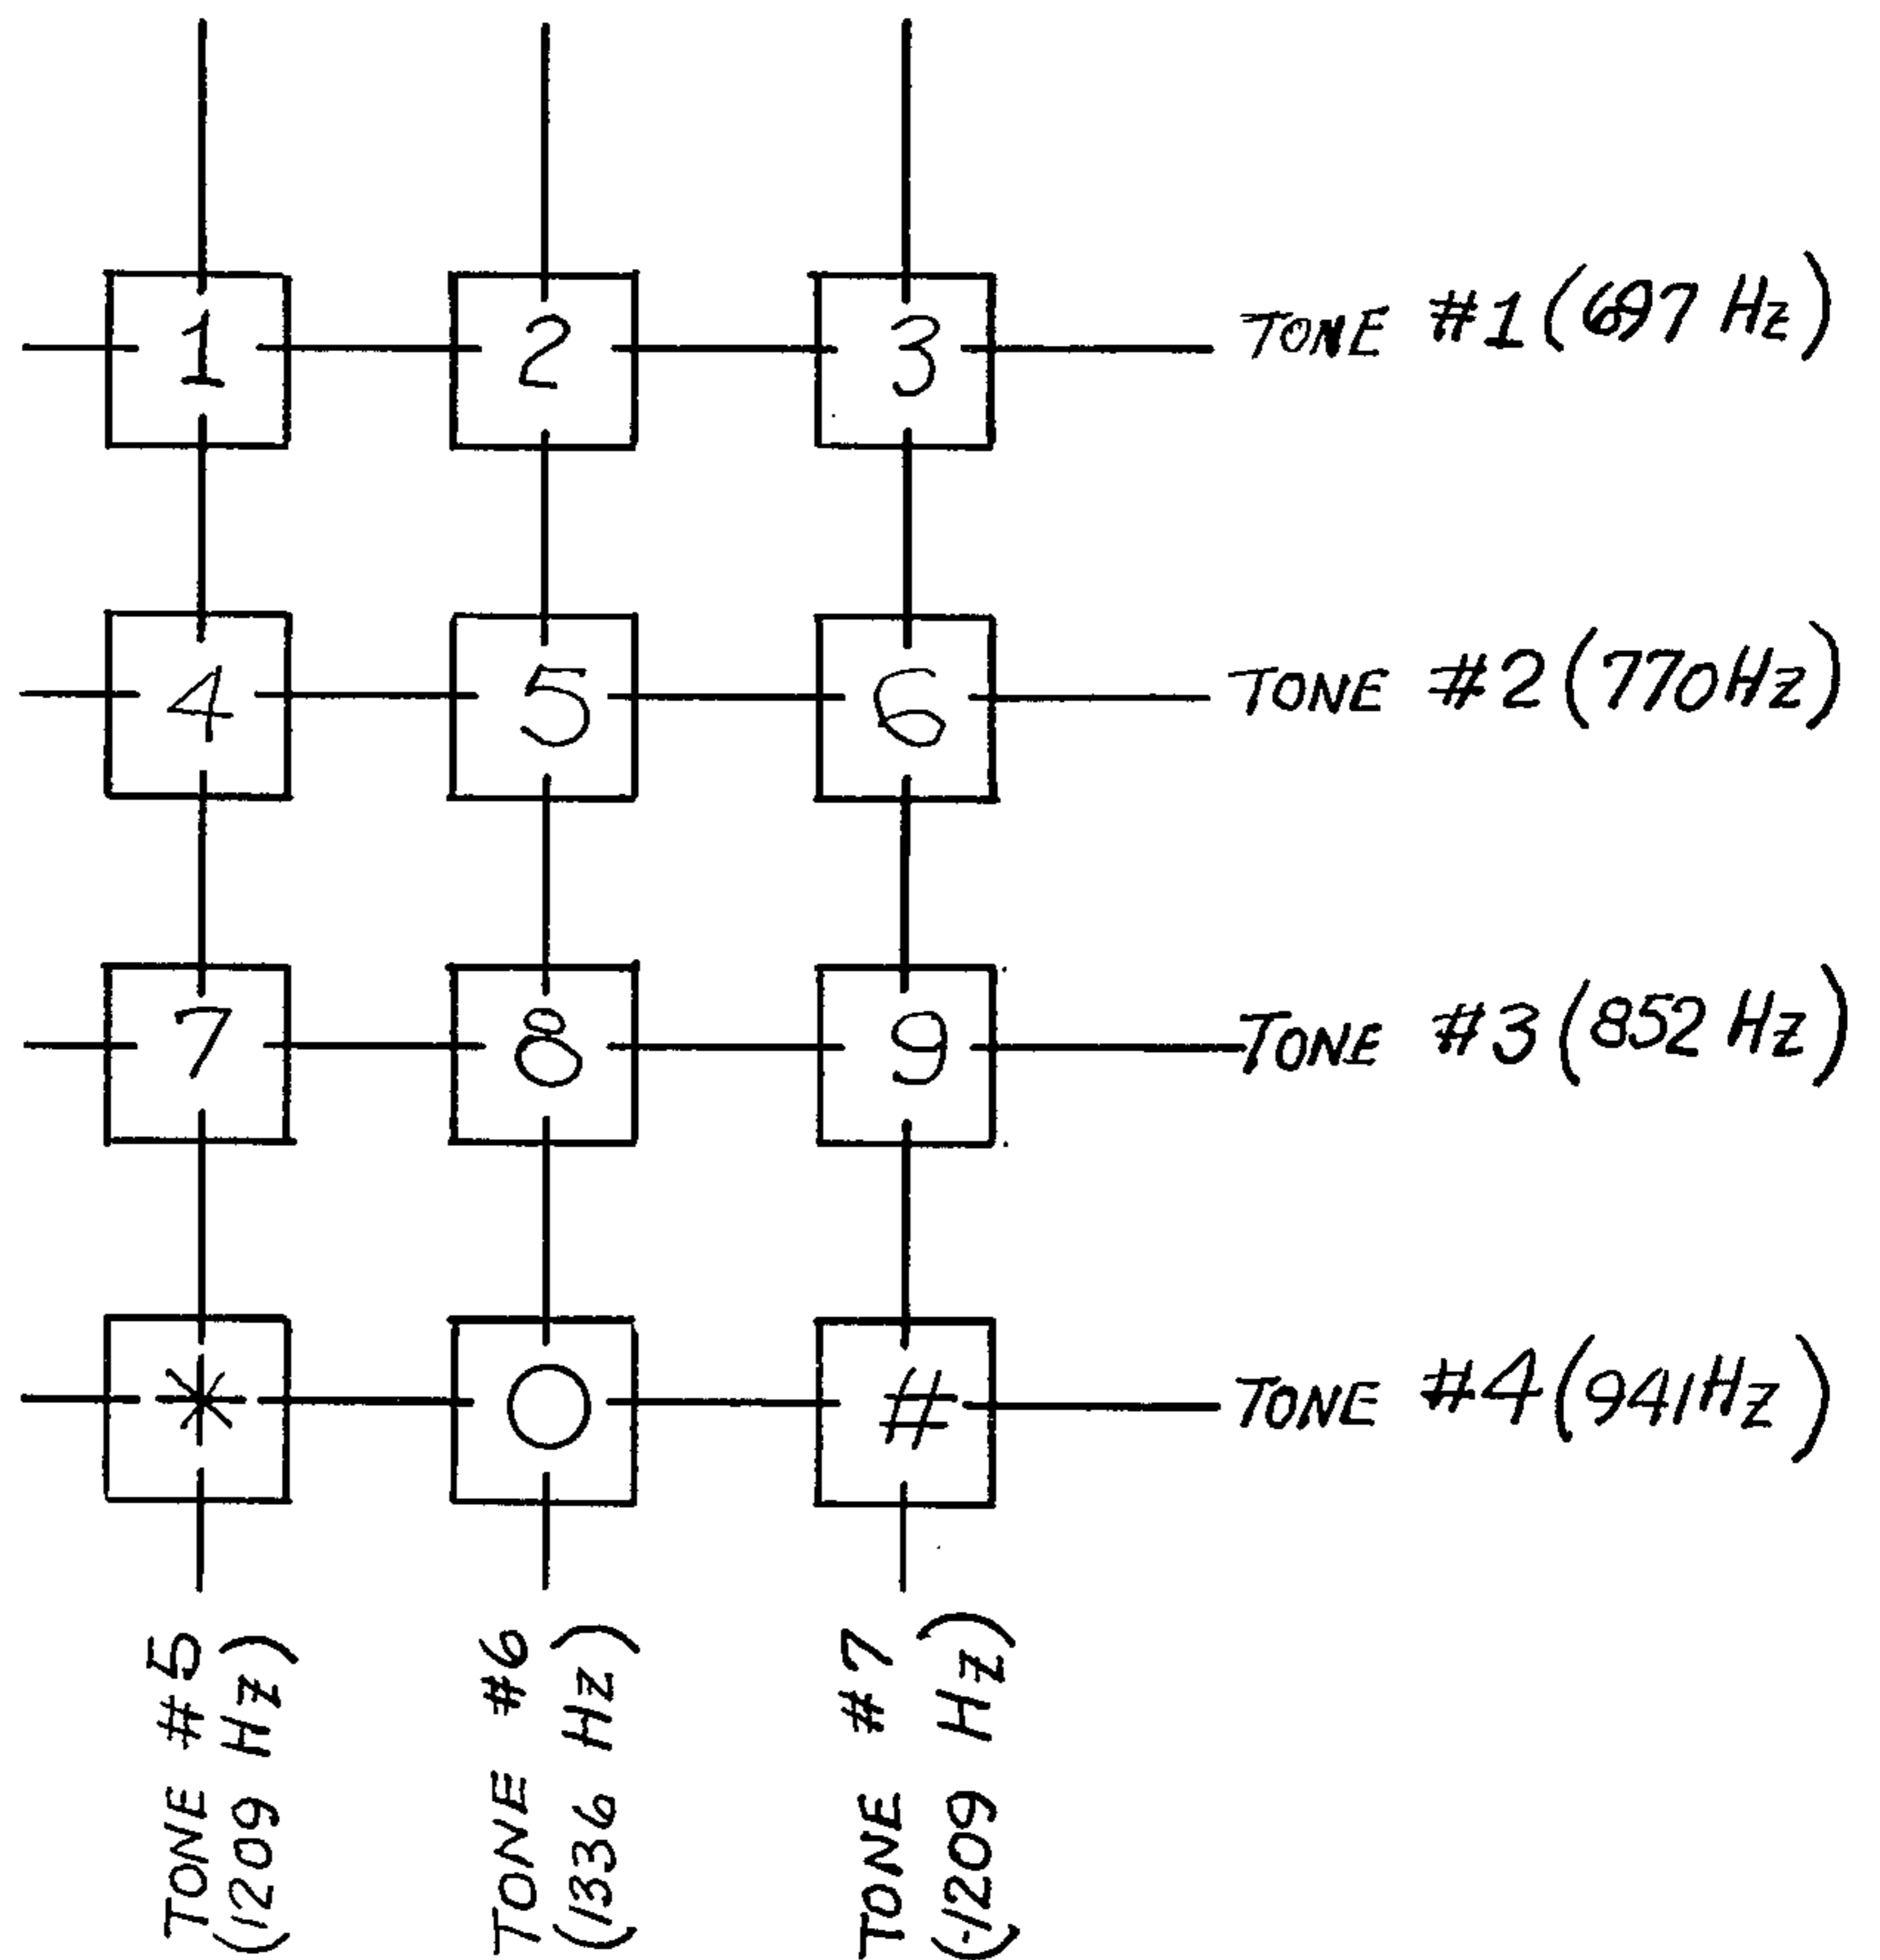 1 2 3 TONE #1 (697 Hz)
4 5 6 TONE #2 (770Hz)
7 8 9 TONE #3 (852 Hz)
* 0 # TONE #4 (941Hz)
TONE #5
(1209 Hz)
TONE #6
(1336 Hz)
TONE #7
(1209 Hz)